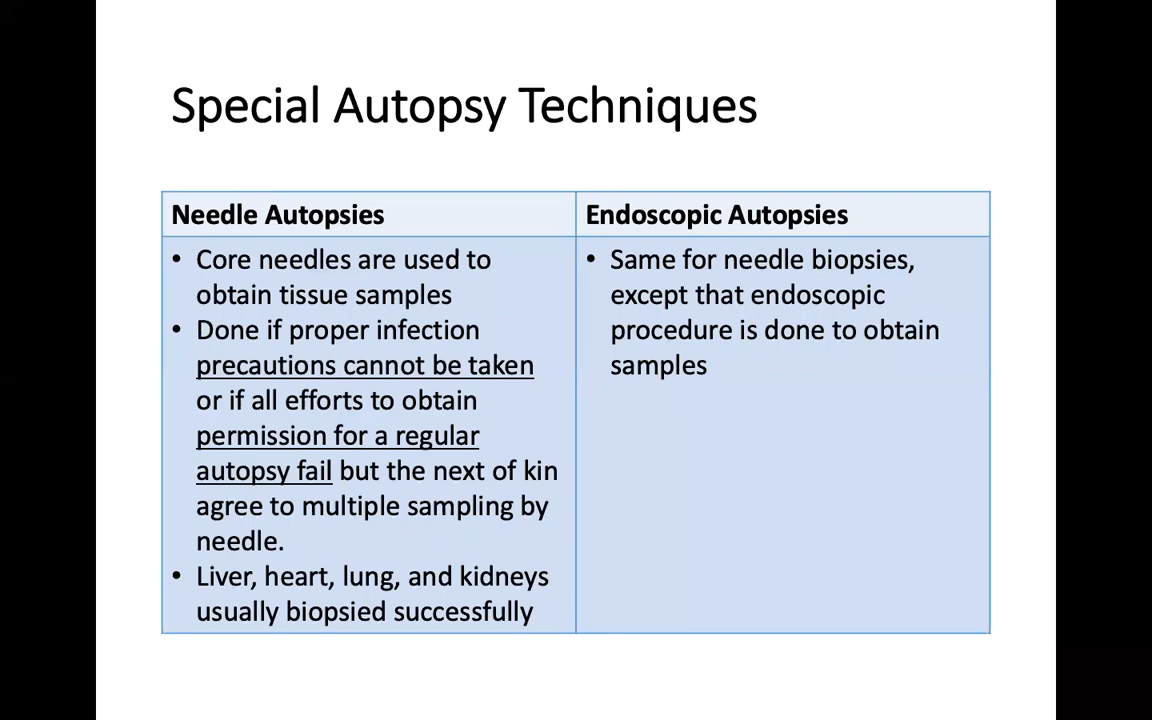 Special Autopsy Techniques
Needle Autopsies
• Core needles are used to
obtain tissue samples
• Done if proper infection
precautions cannot be taken
or if all efforts to obtain
permission for a regular
autopsy fail but the next of kin
agree to multiple sampling by
needle.
• Liver, heart, lung, and kidneys
usually biopsied successfully
Endoscopic Autopsies
• Same for needle biopsies,
except that endoscopic
procedure is done to obtain
samples